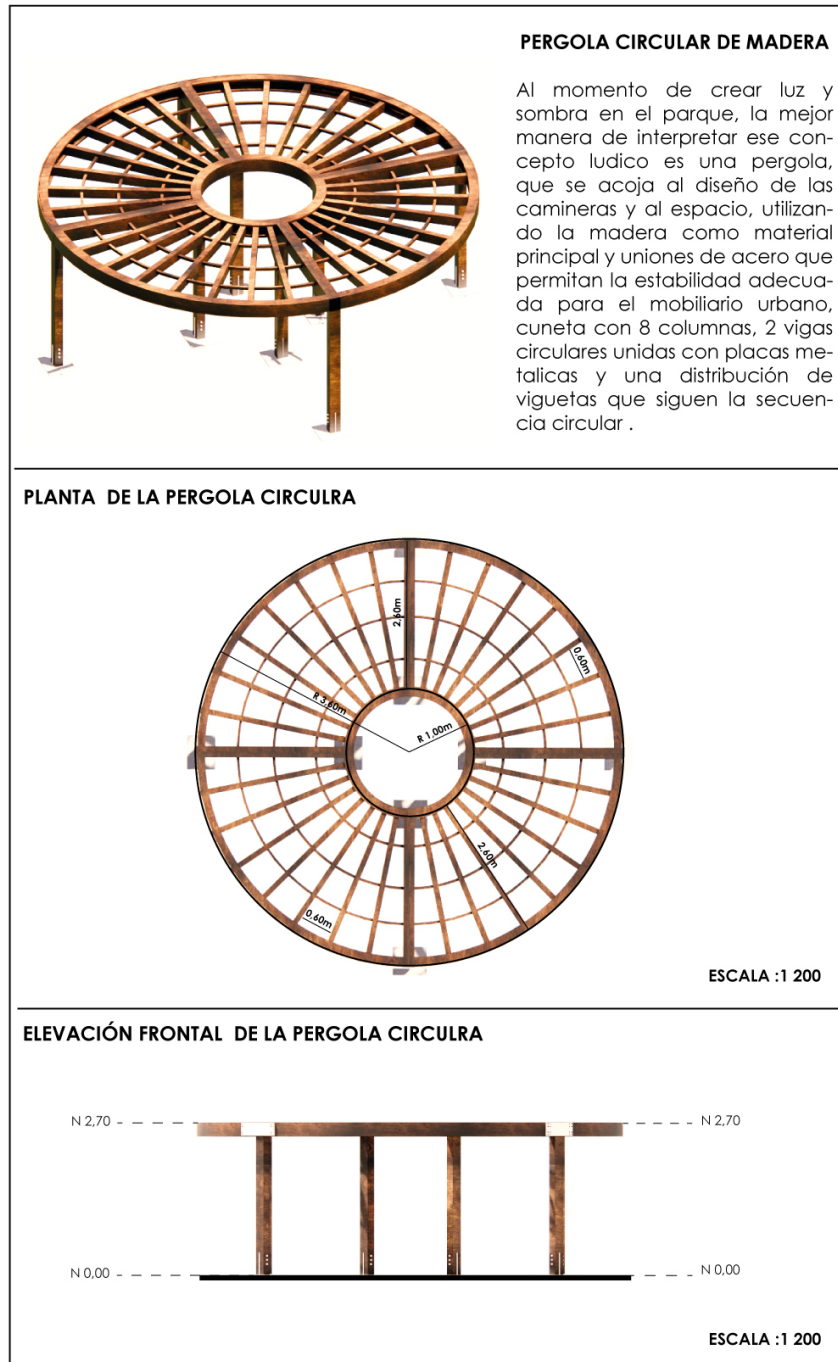 PERGOLA CIRCULAR DE MADERA
Al momento de crear luz y
sombra en el parque, la mejor
manera de interpretar ese con-
cepto ludico es una pergola,
que se acoja al diseño de las
camineras y al espacio, utilizan-
do la madera como material
principal y uniones de acero que
permitan la estabilidad adecua-
da para el mobiliario urbano,
cuneta con 8 columnas, 2 vigas
circulares unidas con placas me-
talicas y una distribución de
viguetas que siguen la secuen-
cia circular .
PLANTA DE LA PERGOLA CIRCULRA
2,60m
0,60m
R 3,60m
R 1,00m
2,60m
0,60m
ESCALA :1 200
ELEVACIÓN FRONTAL DE LA PERGOLA CIRCULRA
N 2,70
N 2,70
N 0,00
N 0,00
ESCALA :1 200